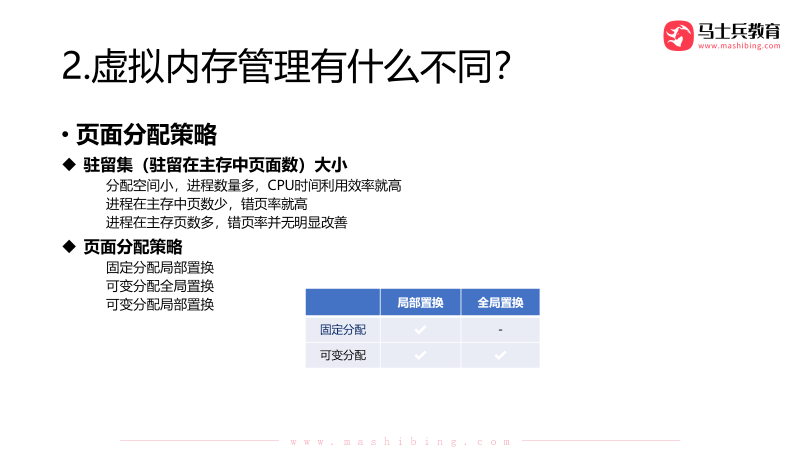 马士兵教育
www.mashibing.com
2.虚拟内存管理有什么不同?
• 页面分配策略
◆ 驻留集（驻留在主存中页面数）大小
分配空间小，进程数量多，CPU时间利用效率就高
进程在主存中页数少，错页率就高
进程在主存页数多，错页率并无明显改善
◆ 页面分配策略
固定分配局部置换
可变分配全局置换
可变分配局部置换
局部置换 全局置换
固定分配 ✓ -
可变分配 ✓ ✓
www.mashibing.com